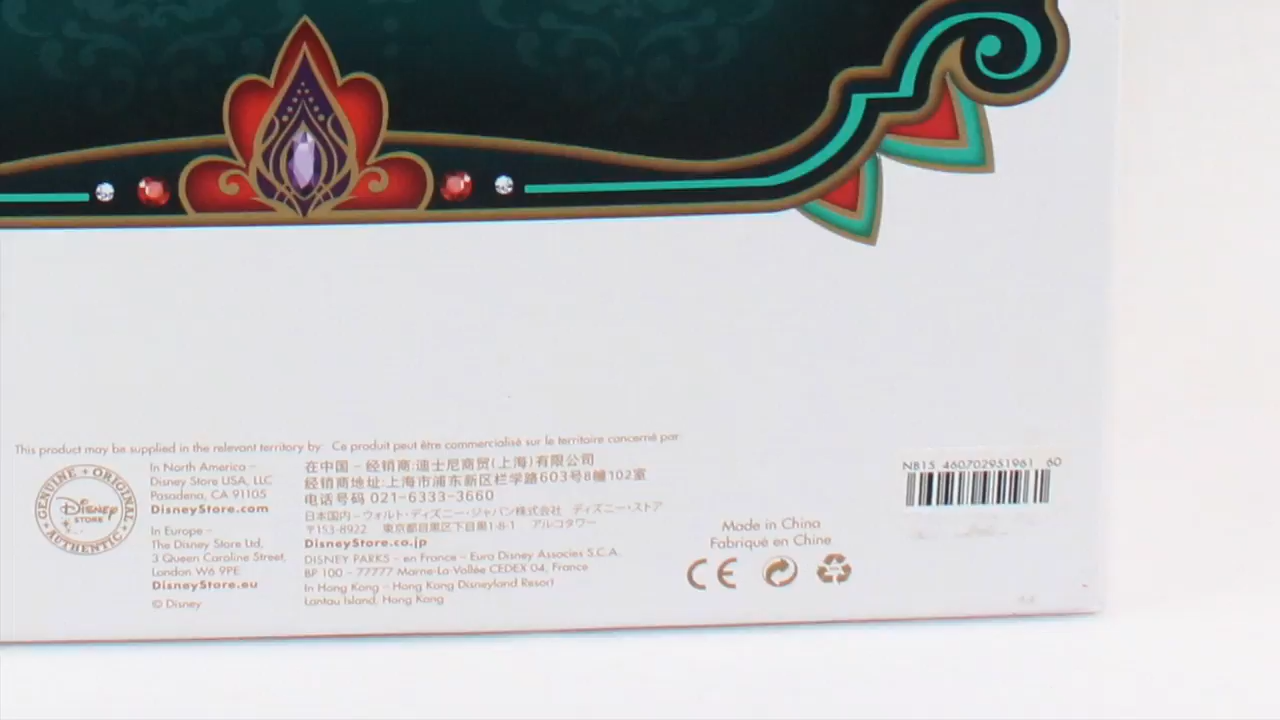 This product may be supplied in the relevant territory by: Ce produit peut être commercialisé sur le territoire concerné par:
GENUINE + ORIGINAL
DISNEY
STORE
AUTHENTIC
In North America –
Disney Store USA, LLC
Pasadena, CA 91105
DisneyStore.com
In Europe –
The Disney Store Ltd,
3 Queen Caroline Street,
London W6 9PE
DisneyStore.eu
© Disney
在中国 – 经销商:迪士尼商贸(上海)有限公司
经销商地址:上海市浦东新区栏学路603号8幢102室
电话号码 021-6333-3660
日本国内–ウォルト・ディズニー・ジャパン株式会社 ディズニー・ストア
〒153-8922 東京都目黒区下目黒1-8-1 アルコタワー
DisneyStore.co.jp
DISNEY PARKS – en France – Euro Disney Associés S.C.A.
BP 100 – 77777 Marne-La-Vallée CEDEX 04, France
In Hong Kong – Hong Kong Disneyland Resort
Lantau Island, Hong Kong
Made in China
Fabriqué en Chine
CE
N815 460702951961 60